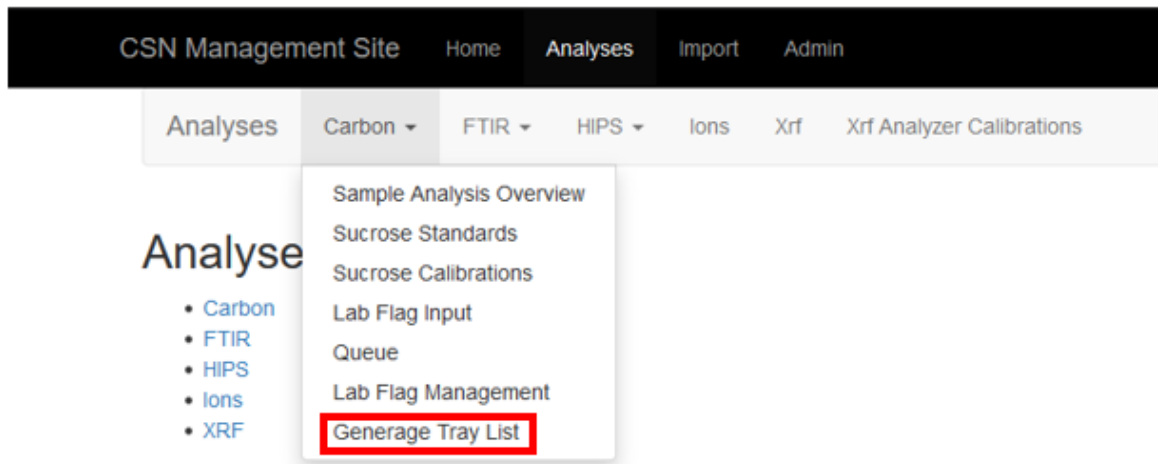 CSN Management Site Home Analyses Import Admin
Analyses Carbon FTIR HIPS Ions Xrf Xrf Analyzer Calibrations
Sample Analysis Overview
Sucrose Standards
Sucrose Calibrations
Lab Flag Input
Queue
Lab Flag Management
Generage Tray List
Analyse
• Carbon
• FTIR
• HIPS
• Ions
• XRF